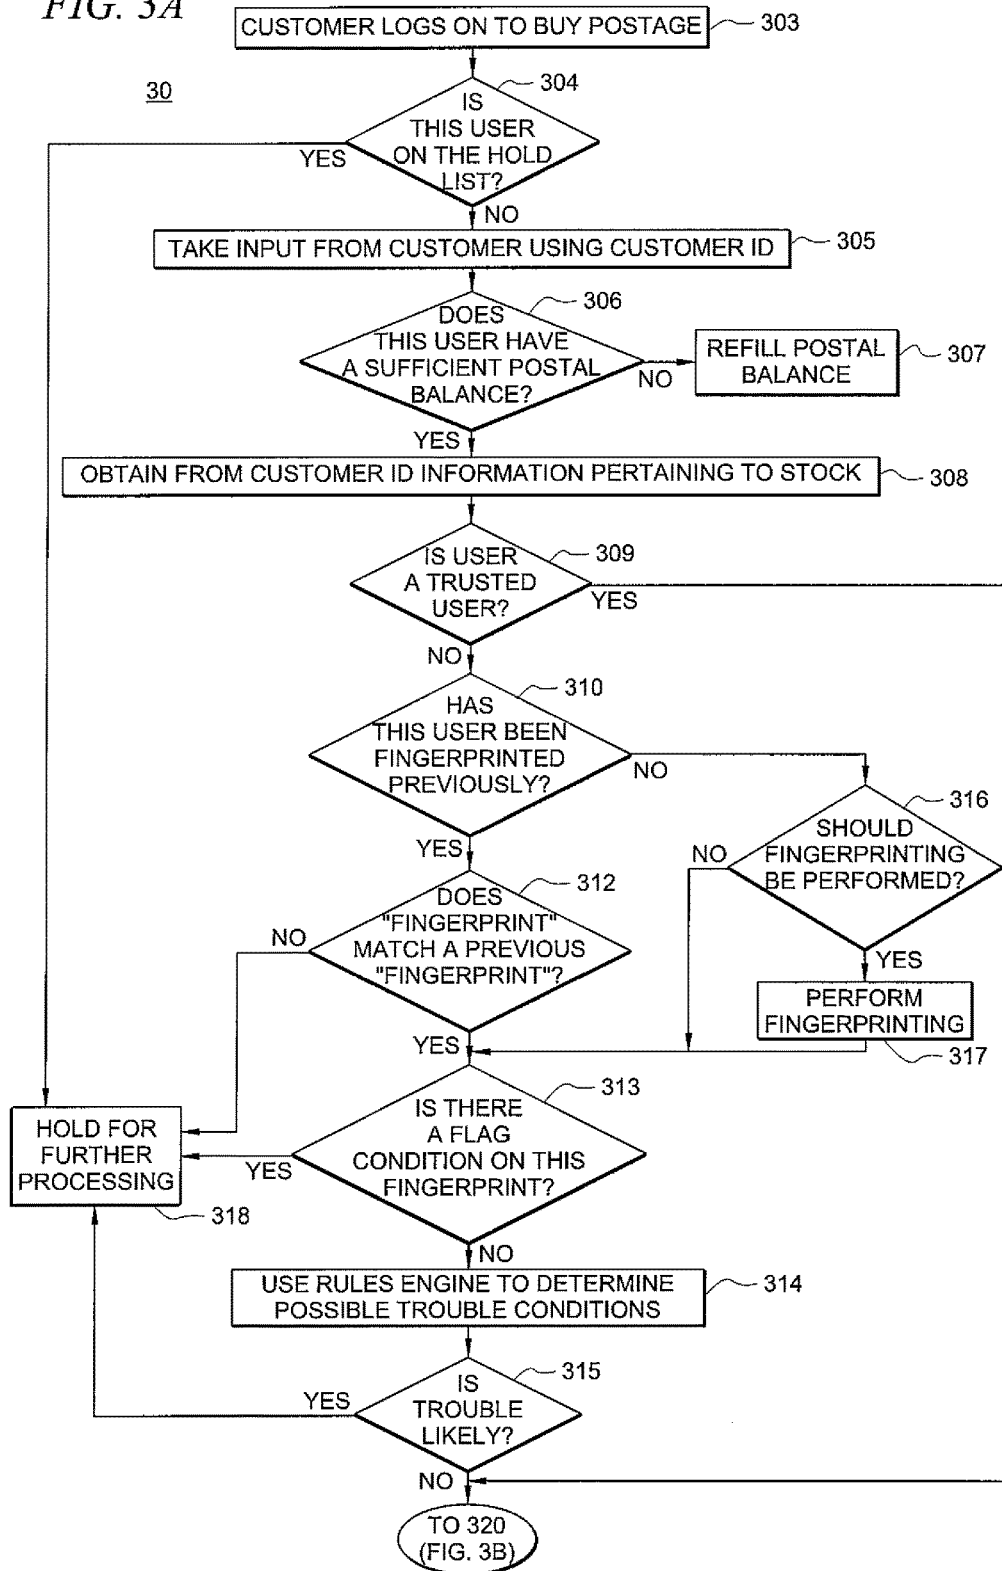 FIG. 3A
CUSTOMER LOGS ON TO BUY POSTAGE
303
30
304
IS
THIS USER
ON THE HOLD
LIST?
YES
NO
TAKE INPUT FROM CUSTOMER USING CUSTOMER ID
305
306
DOES
THIS USER HAVE
A SUFFICIENT POSTAL
BALANCE?
NO
REFILL POSTAL
BALANCE
307
YES
OBTAIN FROM CUSTOMER ID INFORMATION PERTAINING TO STOCK
308
309
IS USER
A TRUSTED
USER?
YES
NO
310
HAS
THIS USER BEEN
FINGERPRINTED
PREVIOUSLY?
NO
316
SHOULD
FINGERPRINTING
BE PERFORMED?
NO
YES
PERFORM
FINGERPRINTING
317
YES
312
DOES
"FINGERPRINT"
MATCH A PREVIOUS
"FINGERPRINT"?
NO
YES
313
IS THERE
A FLAG
CONDITION ON THIS
FINGERPRINT?
YES
HOLD FOR
FURTHER
PROCESSING
318
NO
USE RULES ENGINE TO DETERMINE
POSSIBLE TROUBLE CONDITIONS
314
315
IS
TROUBLE
LIKELY?
YES
NO
TO 320
(FIG. 3B)